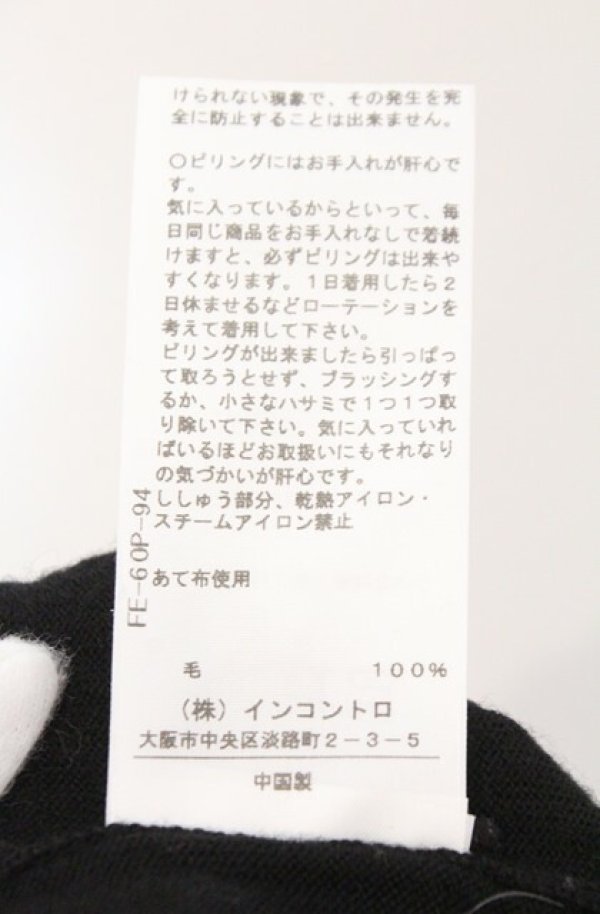 けられない現象で、その発生を完
全に防止することは出来ません。
○ピリングにはお手入れが肝心で
す。
気に入っているからといって、毎
日同じ商品をお手入れなしで着続
けますと、必ずピリングは出来や
すくなります。1日着用したら2
日休ませるなどローテーションを
考えて着用して下さい。
ピリングが出来ましたら引っぱっ
て取ろうとせず、ブラッシングす
るか、小さなハサミで1つ1つ取
り除いて下さい。気に入っていれ
ばいるほどお取扱いにもそれなり
の気づかいが肝心です。
ししゅう部分、乾熱アイロン・
スチームアイロン禁止
あて布使用
FE-60P-94
毛 100%
(株)インコントロ
大阪市中央区淡路町2-3-5
中国製